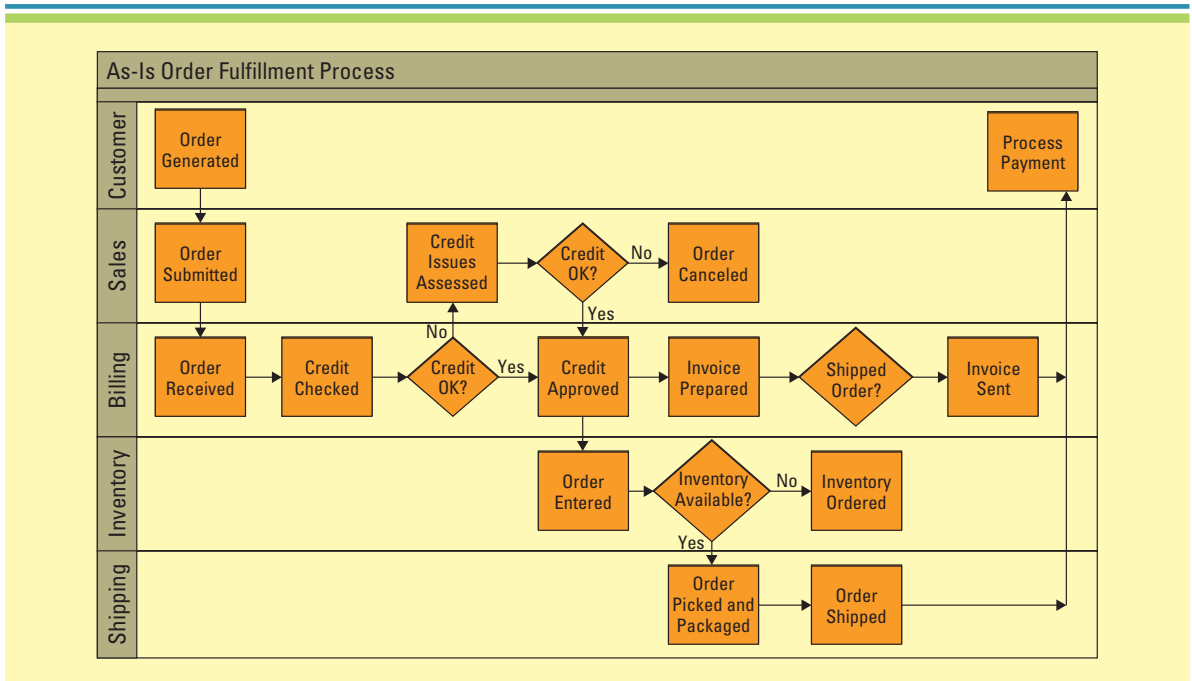 As-Is Order Fulfillment Process
Customer
Order
Generated
Process
Payment
Sales
Order
Submitted
Credit
Issues
Assessed
Credit
OK?
No
Order
Canceled
Yes
Billing
No
Order
Received
Credit
Checked
Credit
OK?
Yes
Credit
Approved
Invoice
Prepared
Shipped
Order?
Invoice
Sent
Inventory
Order
Entered
Inventory
Available?
No
Inventory
Ordered
Yes
Shipping
Order
Picked and
Packaged
Order
Shipped